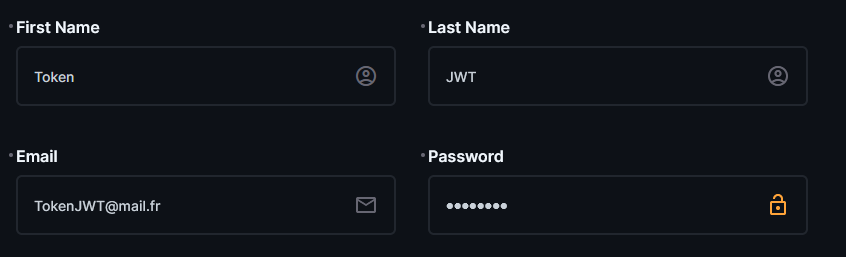 First Name
Last Name
Token
JWT
Email
Password
TokenJWT@mail.fr
••••••••